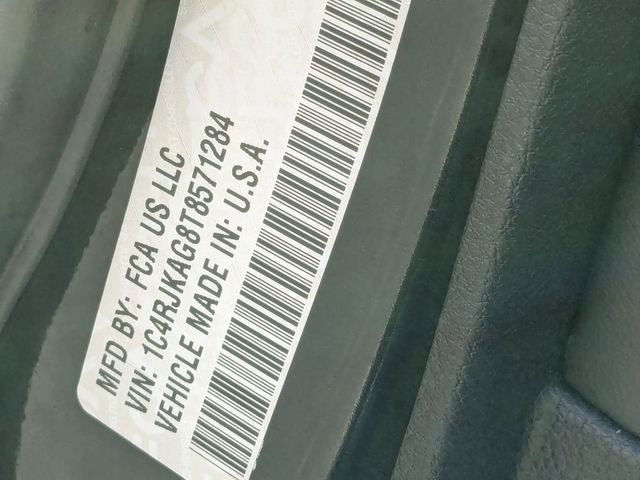 MFD BY: FCA US LLC
VIN: 1C4RJKAG8T8571284
VEHICLE MADE IN: U.S.A.